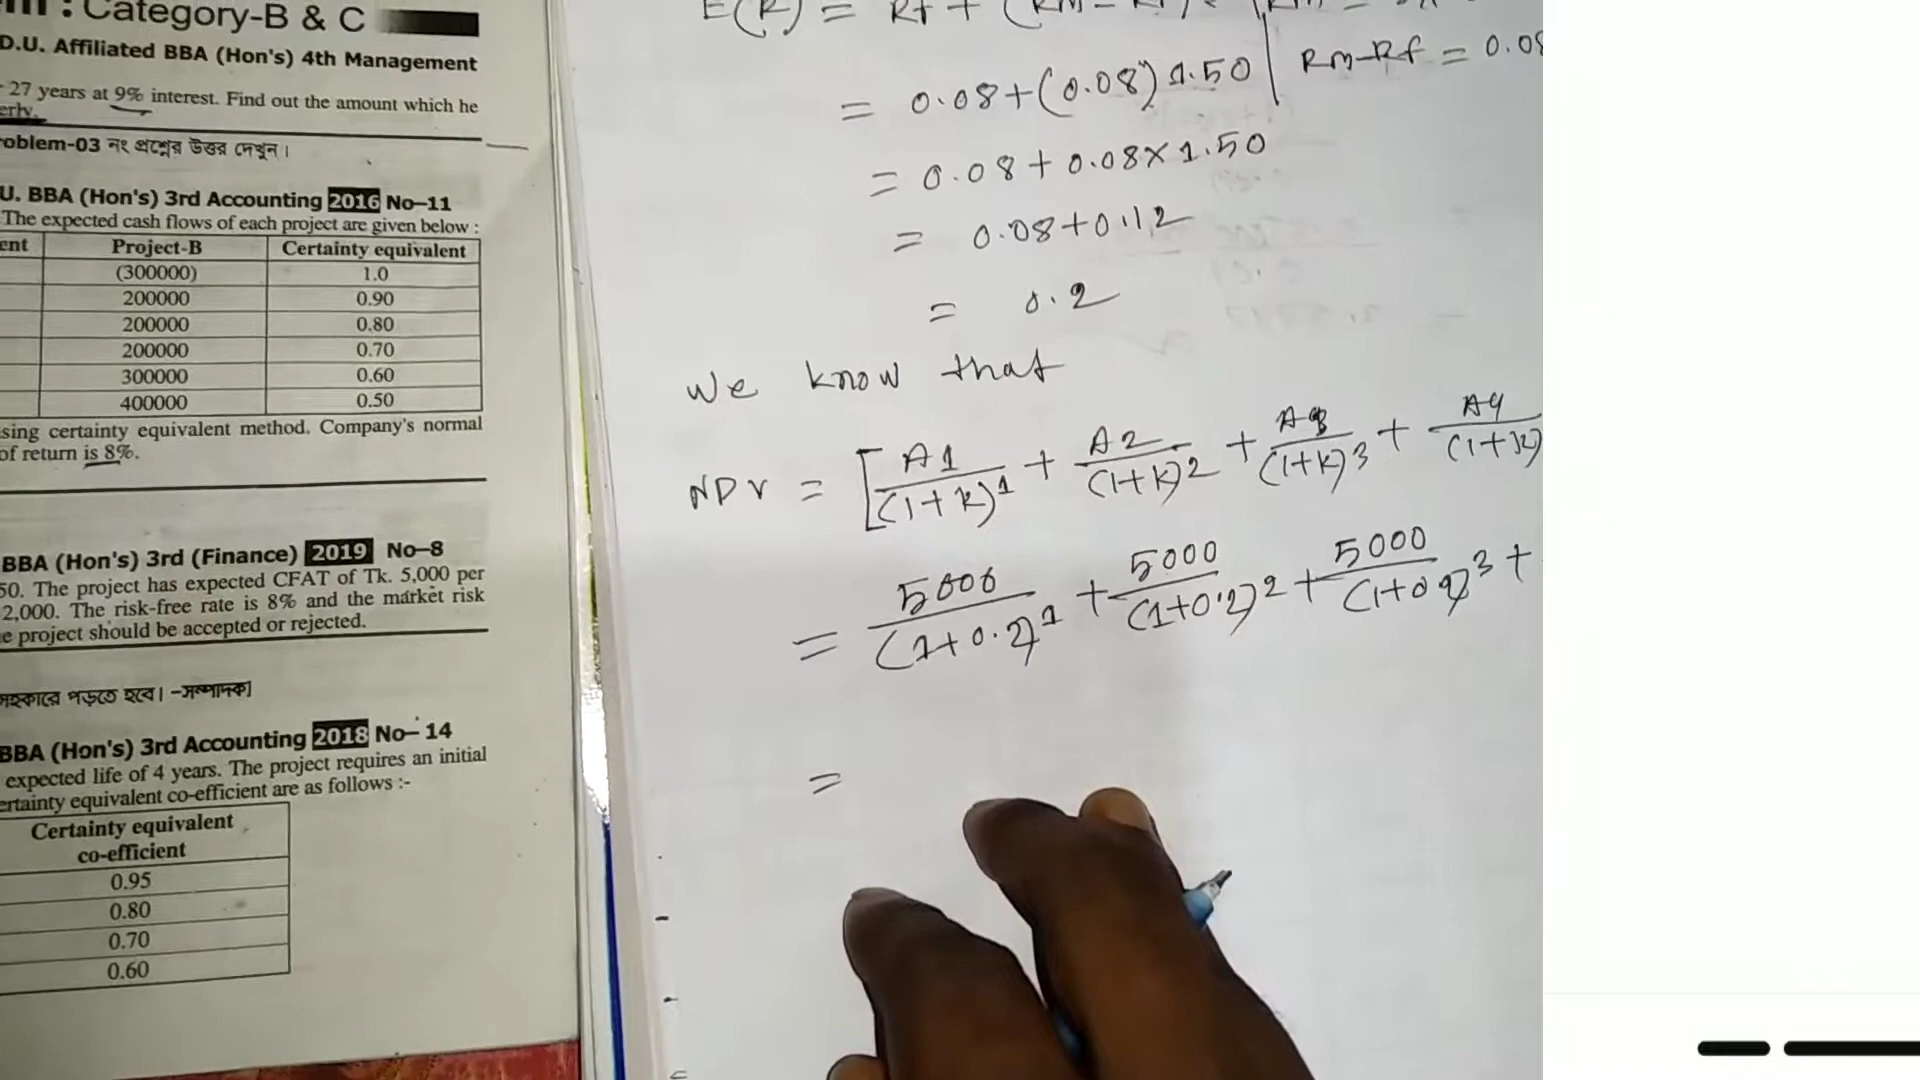 : Category-B & C
D.U. Affiliated BBA (Hon's) 4th Management
27 years at 9% interest. Find out the amount which he
erty.
oblem-03 নং প্রশ্নের উত্তর দেখুন।
U. BBA (Hon's) 3rd Accounting 2016 No–11
The expected cash flows of each project are given below :
ent Project-B Certainty equivalent
(300000) 1.0
200000 0.90
200000 0.80
200000 0.70
300000 0.60
400000 0.50
sing certainty equivalent method. Company's normal
of return is 8%.
BBA (Hon's) 3rd (Finance) 2019 No–8
50. The project has expected CFAT of Tk. 5,000 per
2,000. The risk-free rate is 8% and the market risk
e project should be accepted or rejected.
সহকারে পড়তে হবে। –সম্পাদক]
BBA (Hon's) 3rd Accounting 2018 No– 14
expected life of 4 years. The project requires an initial
ertainty equivalent co-efficient are as follows :-
Certainty equivalent
co-efficient
0.95
0.80
0.70
0.60
= 0.08+(0.08) 1.50 | Rm-Rf = 0.08
= 0.08 + 0.08 × 1.50
= 0.08+0.12
= 0.2
We know that
NPV = [A1/(1+k)1 + A2/(1+k)2 + A3/(1+k)3 + A4/(1+k)
= 5000/(1+0.2)1 + 5000/(1+0.2)2 + 5000/(1+0.2)3 +
=